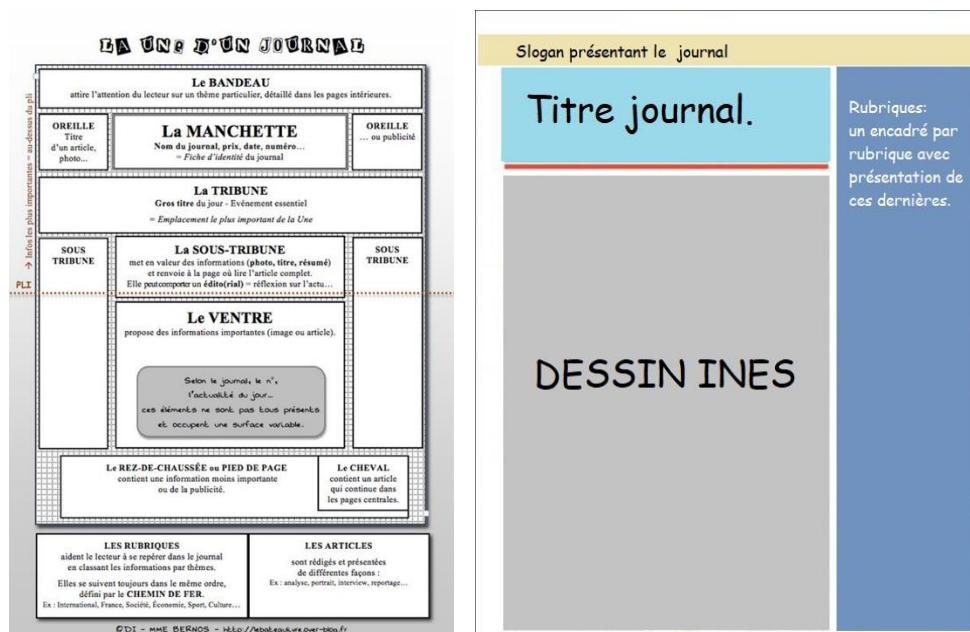 LA UNE D'UN JOURNAL
Le BANDEAU
attire l'attention du lecteur sur un thème particulier, détaillé dans les pages intérieures.
OREILLE
Titre
d'un article,
photo...
La MANCHETTE
Nom du journal, prix, date, numéro...
= Fiche d'identité du journal
OREILLE
... ou publicité
La TRIBUNE
Gros titre du jour - Evénement essentiel
= Emplacement le plus important de la Une
→ Infos les plus importantes = au-dessus du pli
PLI
SOUS
TRIBUNE
La SOUS-TRIBUNE
met en valeur des informations (photo, titre, résumé)
et renvoie à la page où lire l'article complet.
Elle peut comporter un édito(rial) = réflexion sur l'actu...
SOUS
TRIBUNE
Le VENTRE
propose des informations importantes (image ou article).
Selon le journal, le n°,
l'actualité du jour...
ces éléments ne sont pas tous présents
et occupent une surface variable.
Le REZ-DE-CHAUSSÉE ou PIED DE PAGE
contient une information moins importante
ou de la publicité.
Le CHEVAL
contient un article
qui continue dans
les pages centrales.
LES RUBRIQUES
aident le lecteur à se repérer dans le journal
en classant les informations par thèmes.
Elles se suivent toujours dans le même ordre,
défini par le CHEMIN DE FER.
Ex : International, France, Société, Économie, Sport, Culture...
LES ARTICLES
sont rédigés et présentées
de différentes façons :
Ex : analyse, portrait, interview, reportage...
©DI - MME BERNOS - http://lebateaulivre.over-blog.fr
Slogan présentant le journal
Titre journal.
Rubriques:
un encadré par
rubrique avec
présentation de
ces dernières.
DESSIN INES